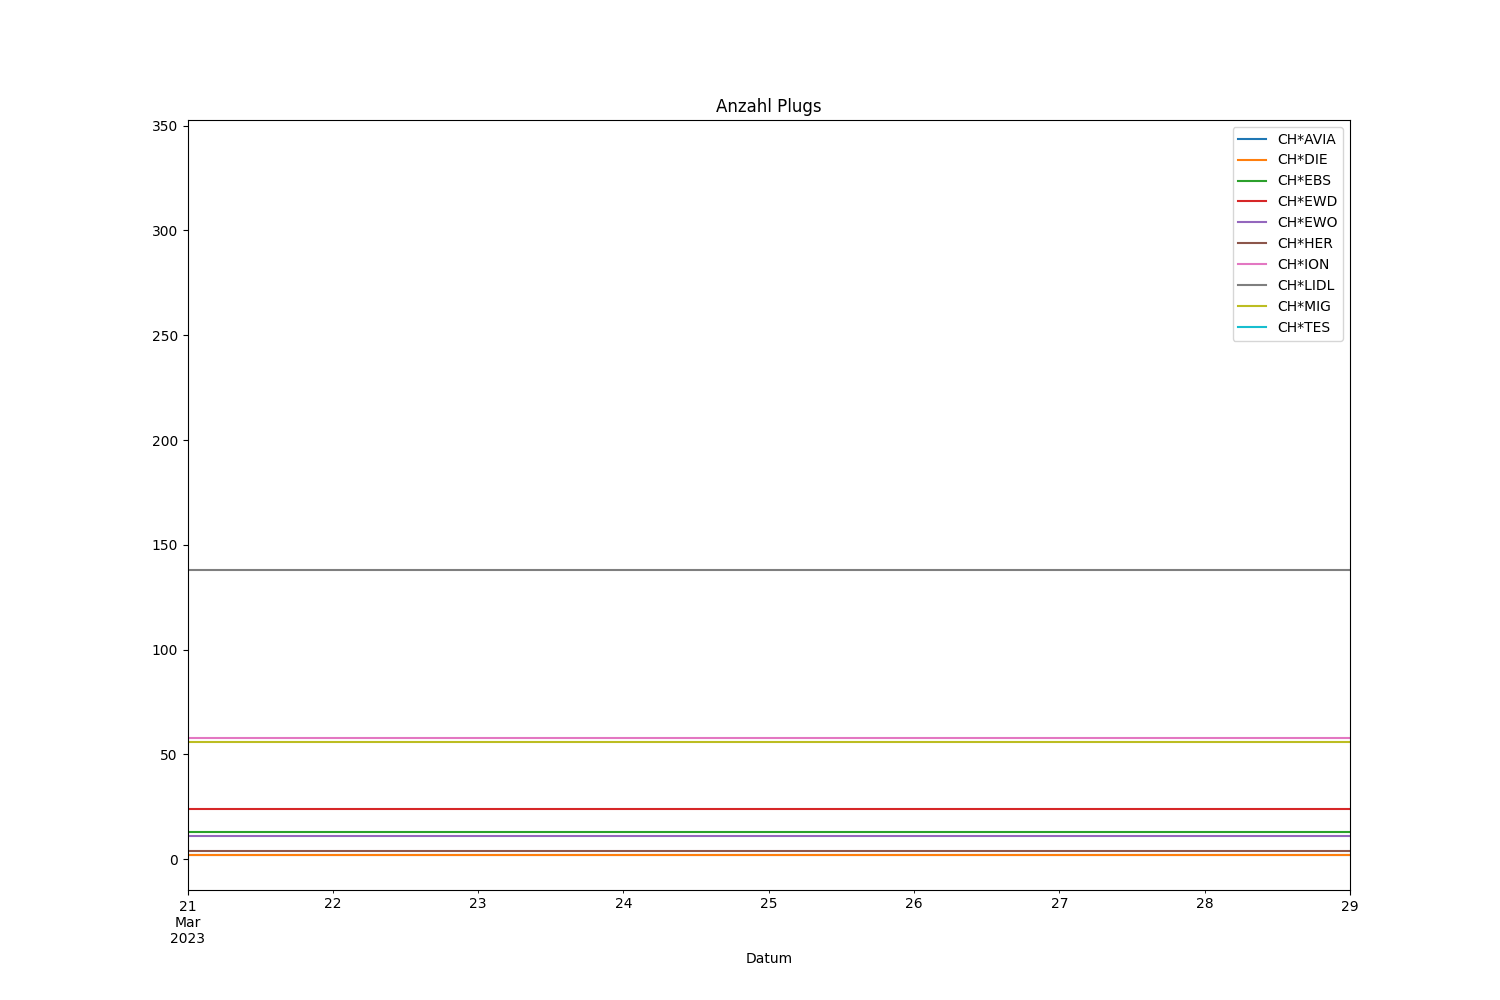 Anzahl Plugs
350
300
250
200
150
100
50
0
CH*AVIA
CH*DIE
CH*EBS
CH*EWD
CH*EWO
CH*HER
CH*ION
CH*LIDL
CH*MIG
CH*TES
21 22 23 24 25 26 27 28 29
Mar
2023
Datum